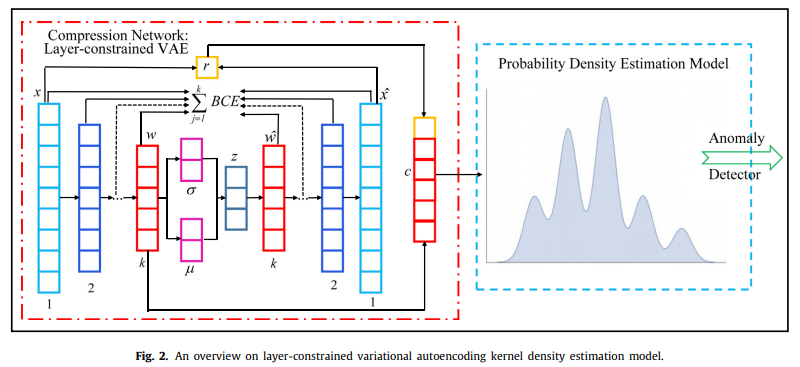 Compression Network:
Layer-constrained VAE
r
x
x̂
k
∑ BCE
j=1
w
ŵ
z
σ
μ
c
k
k
2
2
1
1
Probability Density Estimation Model
Anomaly
Detector
Fig. 2. An overview on layer-constrained variational autoencoding kernel density estimation model.